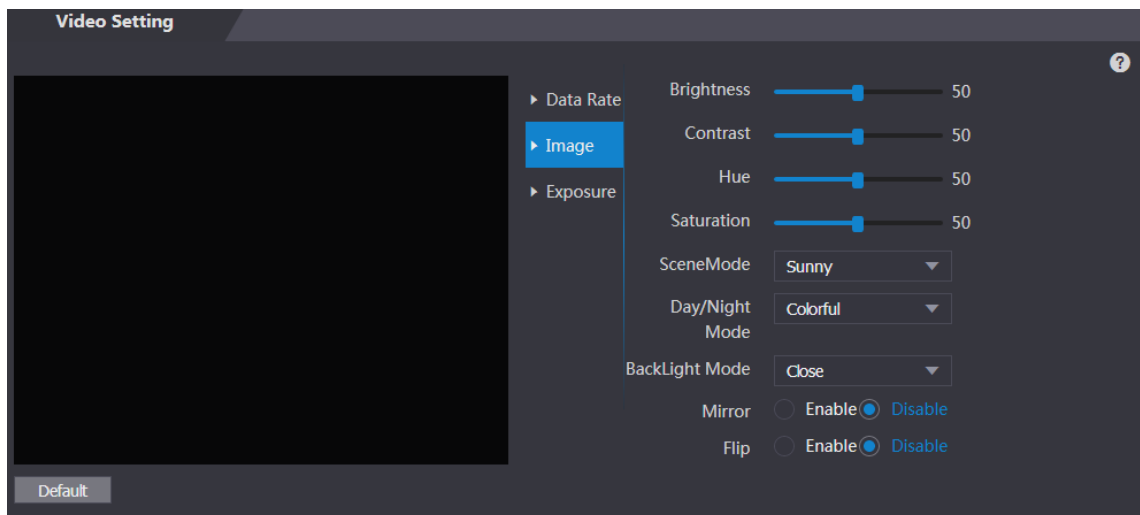 Video Setting
?
Data Rate
Image
Exposure
Brightness 50
Contrast 50
Hue 50
Saturation 50
SceneMode Sunny
Day/Night
Mode
Colorful
BackLight Mode Close
Mirror Enable Disable
Flip Enable Disable
Default